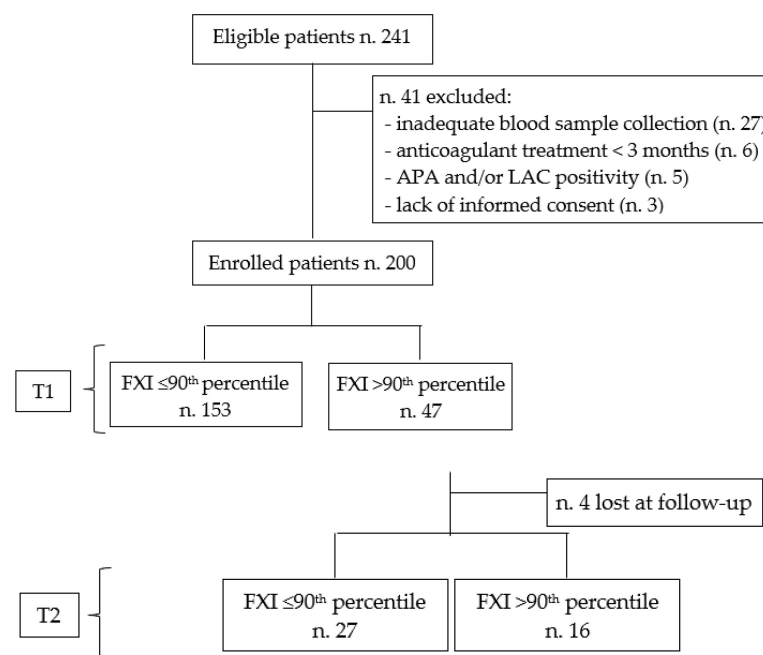 Eligible patients n. 241
n. 41 excluded:
- inadequate blood sample collection (n. 27)
- anticoagulant treatment < 3 months (n. 6)
- APA and/or LAC positivity (n. 5)
- lack of informed consent (n. 3)
Enrolled patients n. 200
T1
FXI ≤90th percentile
n. 153
FXI >90th percentile
n. 47
n. 4 lost at follow-up
T2
FXI ≤90th percentile
n. 27
FXI >90th percentile
n. 16